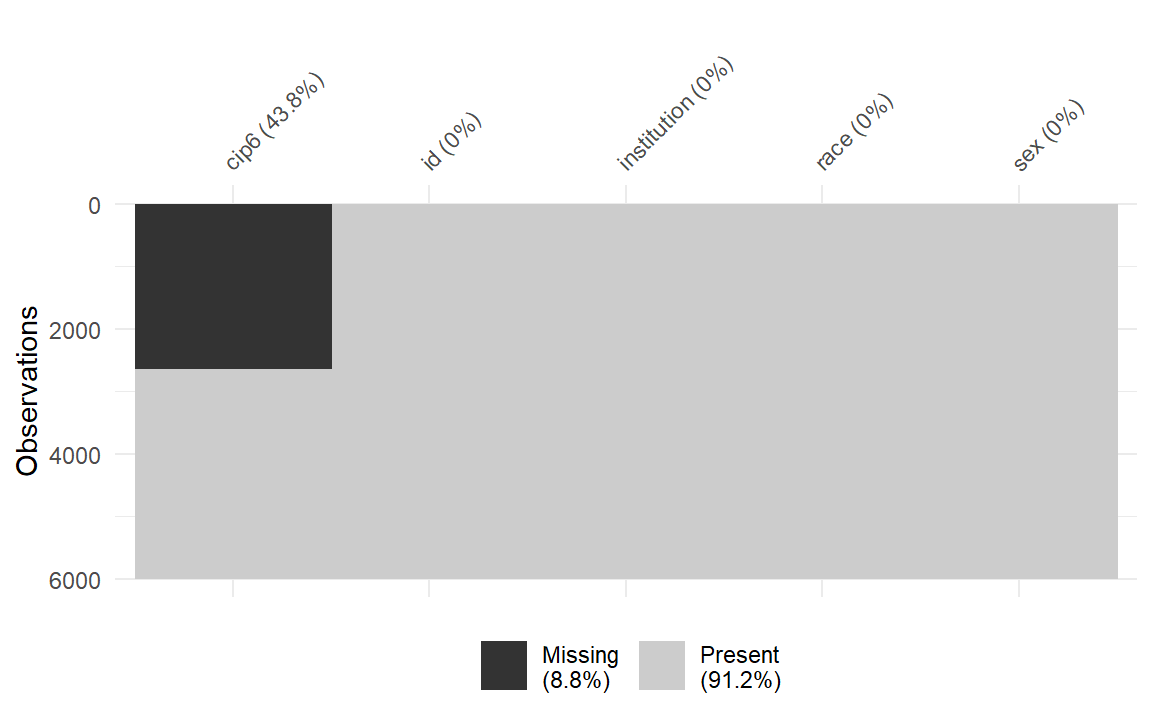 cip6 (43.8%)
id (0%)
institution (0%)
race (0%)
sex (0%)
0
2000
4000
6000
Observations
Missing
(8.8%)
Present
(91.2%)